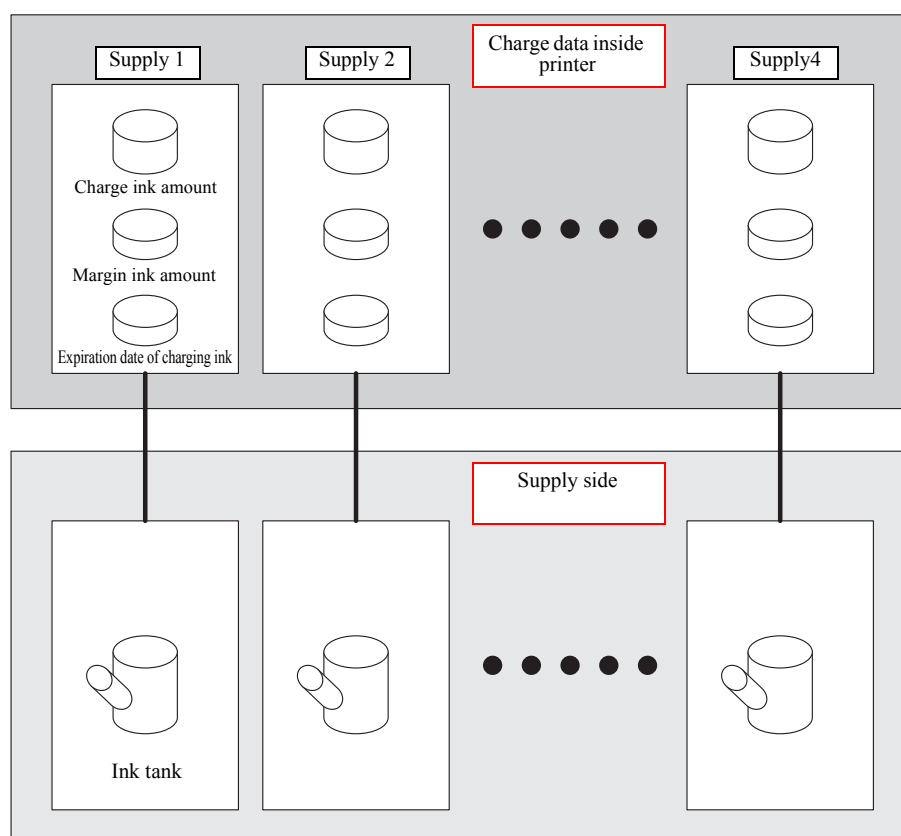 Charge data inside
printer
Supply 1
Supply 2
Supply4
Charge ink amount
Margin ink amount
Expiration date of charging ink
Supply side
Ink tank